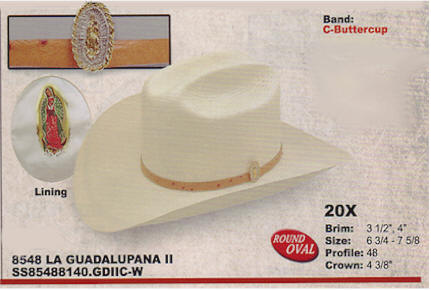 Band:
C-Buttercup
Lining
20X
Brim: 3 1/2", 4"
Size: 6 3/4 - 7 5/8
Profile: 48
Crown: 4 3/8"
ROUND
OVAL
8548 LA GUADALUPANA II
SS85488140.GDIIC-W